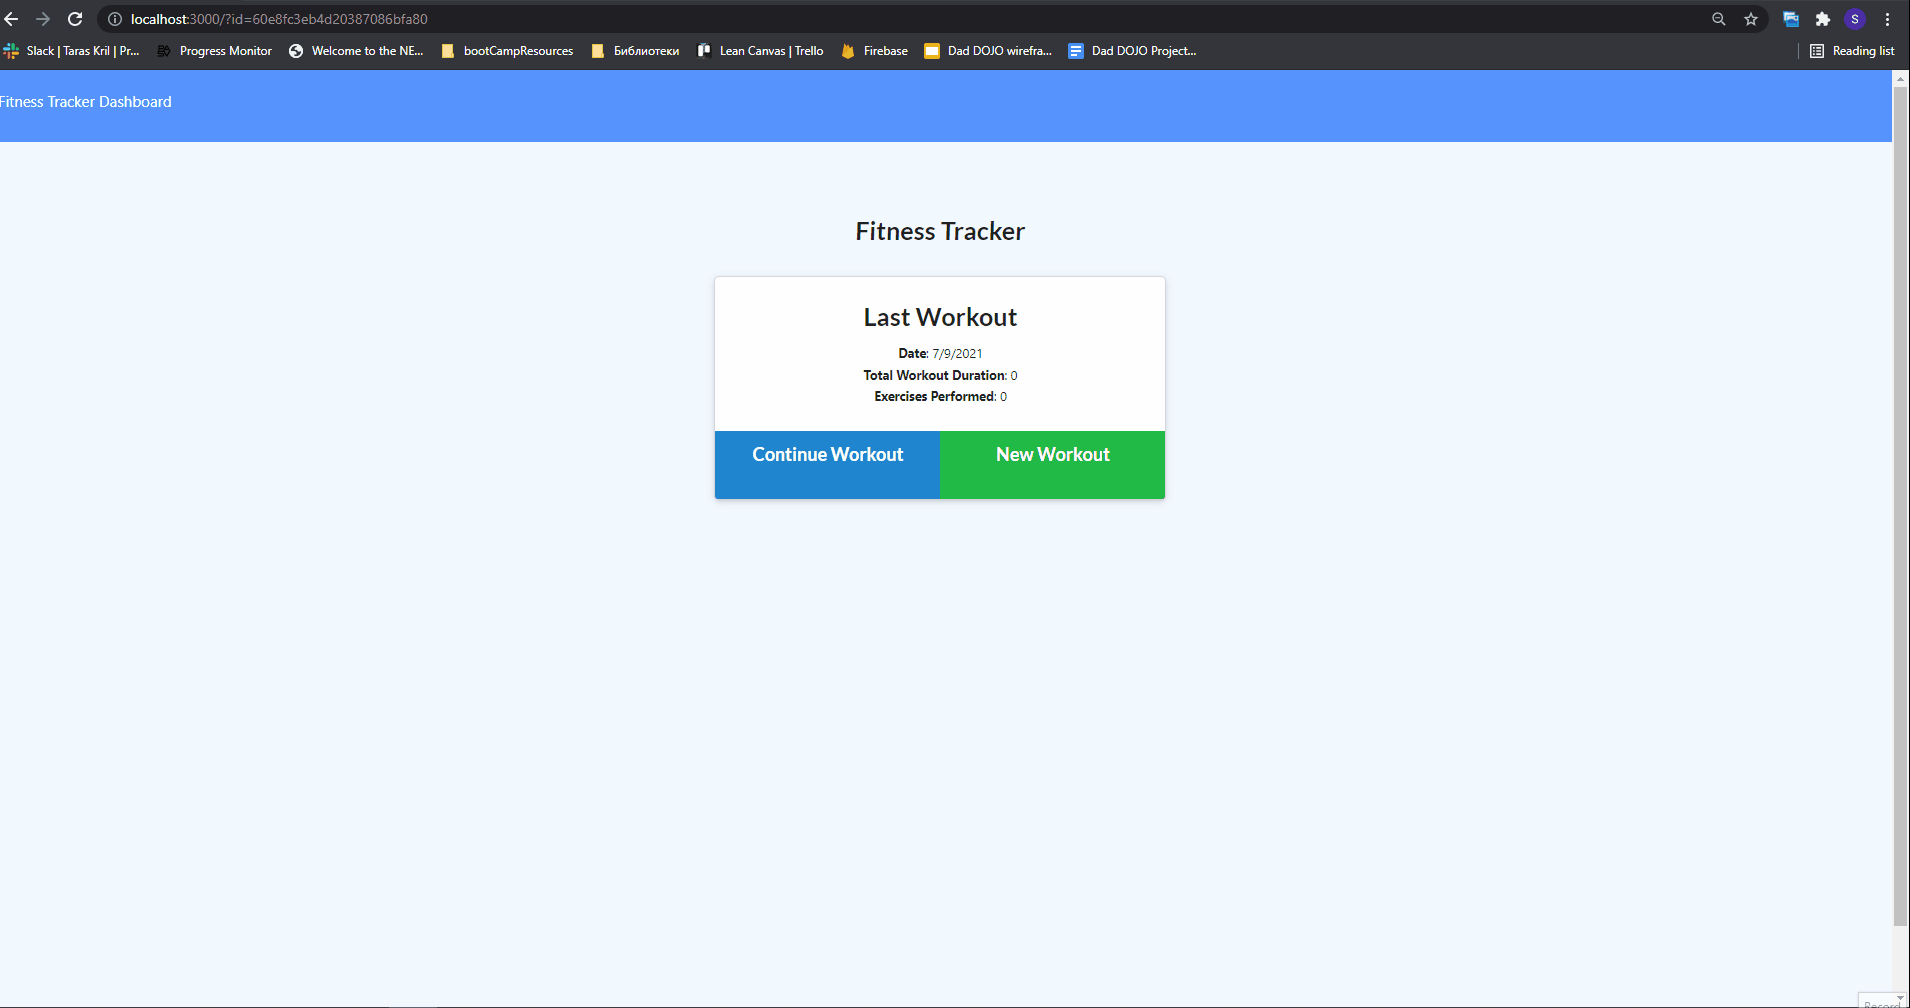 localhost:3000/?id=60e8fc3eb4d20387086bfa80
S
Slack | Taras Kril | Pr... Progress Monitor Welcome to the NE... bootCampResources Библиотеки Lean Canvas | Trello Firebase Dad DOJO wirefra... Dad DOJO Project... Reading list
Fitness Tracker Dashboard
Fitness Tracker
Last Workout
Date: 7/9/2021
Total Workout Duration: 0
Exercises Performed: 0
Continue Workout New Workout
Record